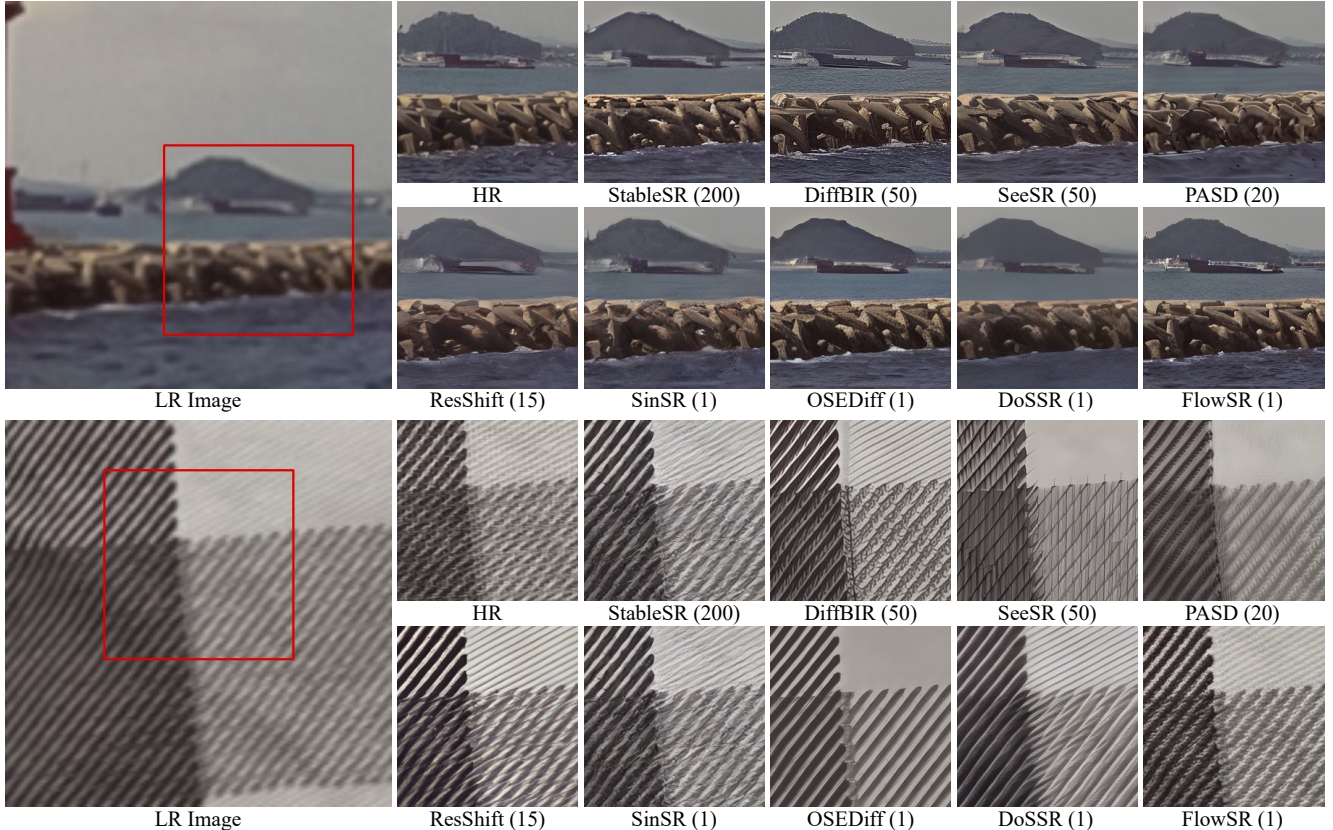 HR StableSR (200) DiffBIR (50) SeeSR (50) PASD (20)
LR Image ResShift (15) SinSR (1) OSEDiff (1) DoSSR (1) FlowSR (1)
HR StableSR (200) DiffBIR (50) SeeSR (50) PASD (20)
LR Image ResShift (15) SinSR (1) OSEDiff (1) DoSSR (1) FlowSR (1)